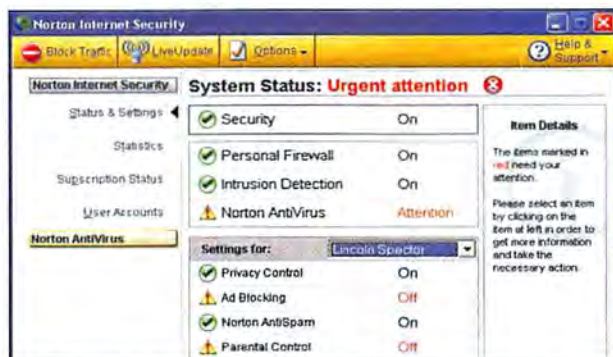 Norton Internet Security
Block Traffic LiveUpdate Options Help & Support
Norton Internet Security
Status & Settings
Statistics
Subscription Status
User Accounts
Norton AntiVirus
System Status: Urgent attention
Security On
Personal Firewall On
Intrusion Detection On
Norton AntiVirus Attention
Settings for: Lincoln Spector
Privacy Control On
Ad Blocking Off
Norton AntiSpam On
Parental Control Off
Item Details
The items marked in
red need your
attention.
Please select an item
by clicking on the
item at left in order to
get more information
and take the
necessary action.